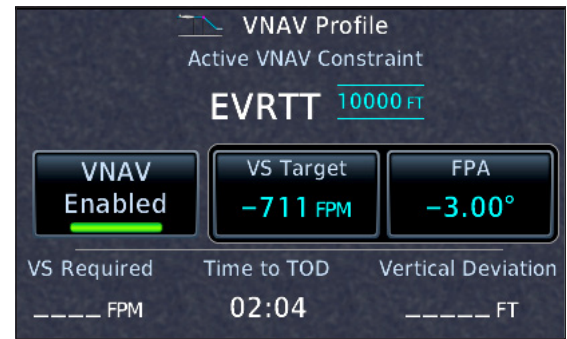 VNAV Profile
Active VNAV Constraint
EVRTT 10000 FT
VNAV Enabled
VS Target
-711 FPM
FPA
-3.00°
VS Required
____ FPM
Time to TOD
02:04
Vertical Deviation
_____ FT